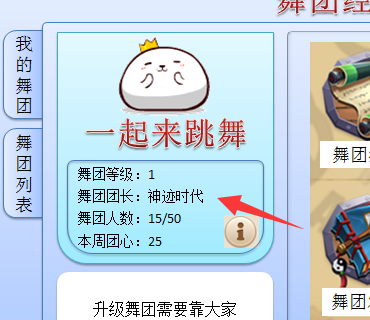 舞团经
我的舞团
舞团列表
一起来跳舞
舞团等级：1
舞团团长：神迹时代
舞团人数：15/50
本周团心：25
升级舞团需要靠大家
舞团
舞团